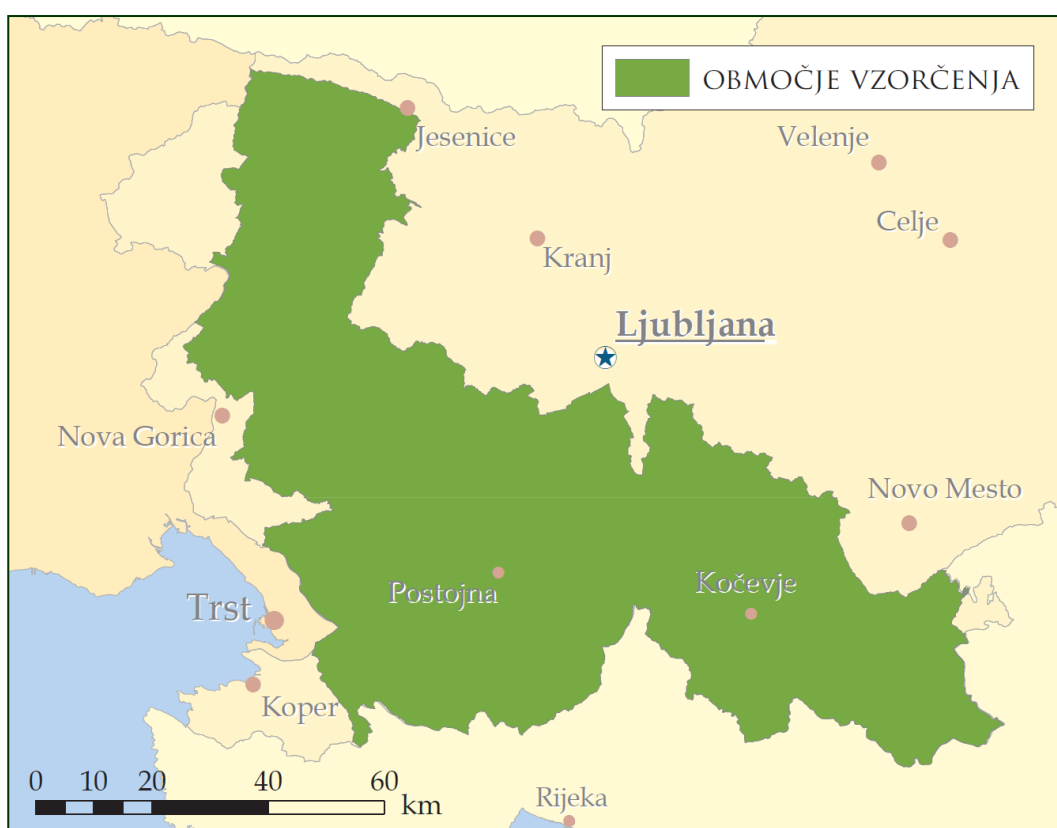 OBMOČJE VZORČENJA
Jesenice
Velenje
Celje
Kranj
Ljubljana
Nova Gorica
Novo Mesto
Postojna
Kočevje
Trst
Koper
0 10 20 40 60
km
Rijeka